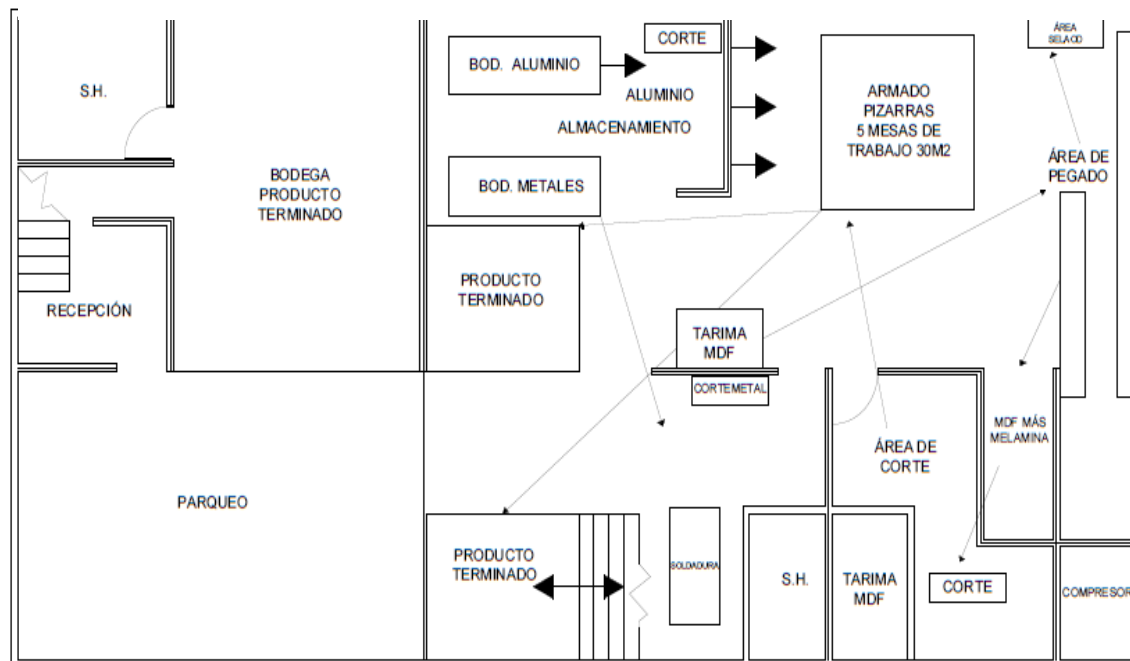 S.H.
BODEGA
PRODUCTO
TERMINADO
RECEPCIÓN
PARQUEO
BOD. ALUMINIO
CORTE
ALUMINIO
ALMACENAMIENTO
BOD. METALES
PRODUCTO
TERMINADO
ARMADO
PIZARRAS
5 MESAS DE
TRABAJO 30M2
ÁREA
ÁREA DE
PEGADO
TARIMA
MDF
CORTE METAL
ÁREA DE
CORTE
MDF MÁS
MELAMINA
PRODUCTO
TERMINADO
SOLDADURA
S.H.
TARIMA
MDF
CORTE
COMPRESOR